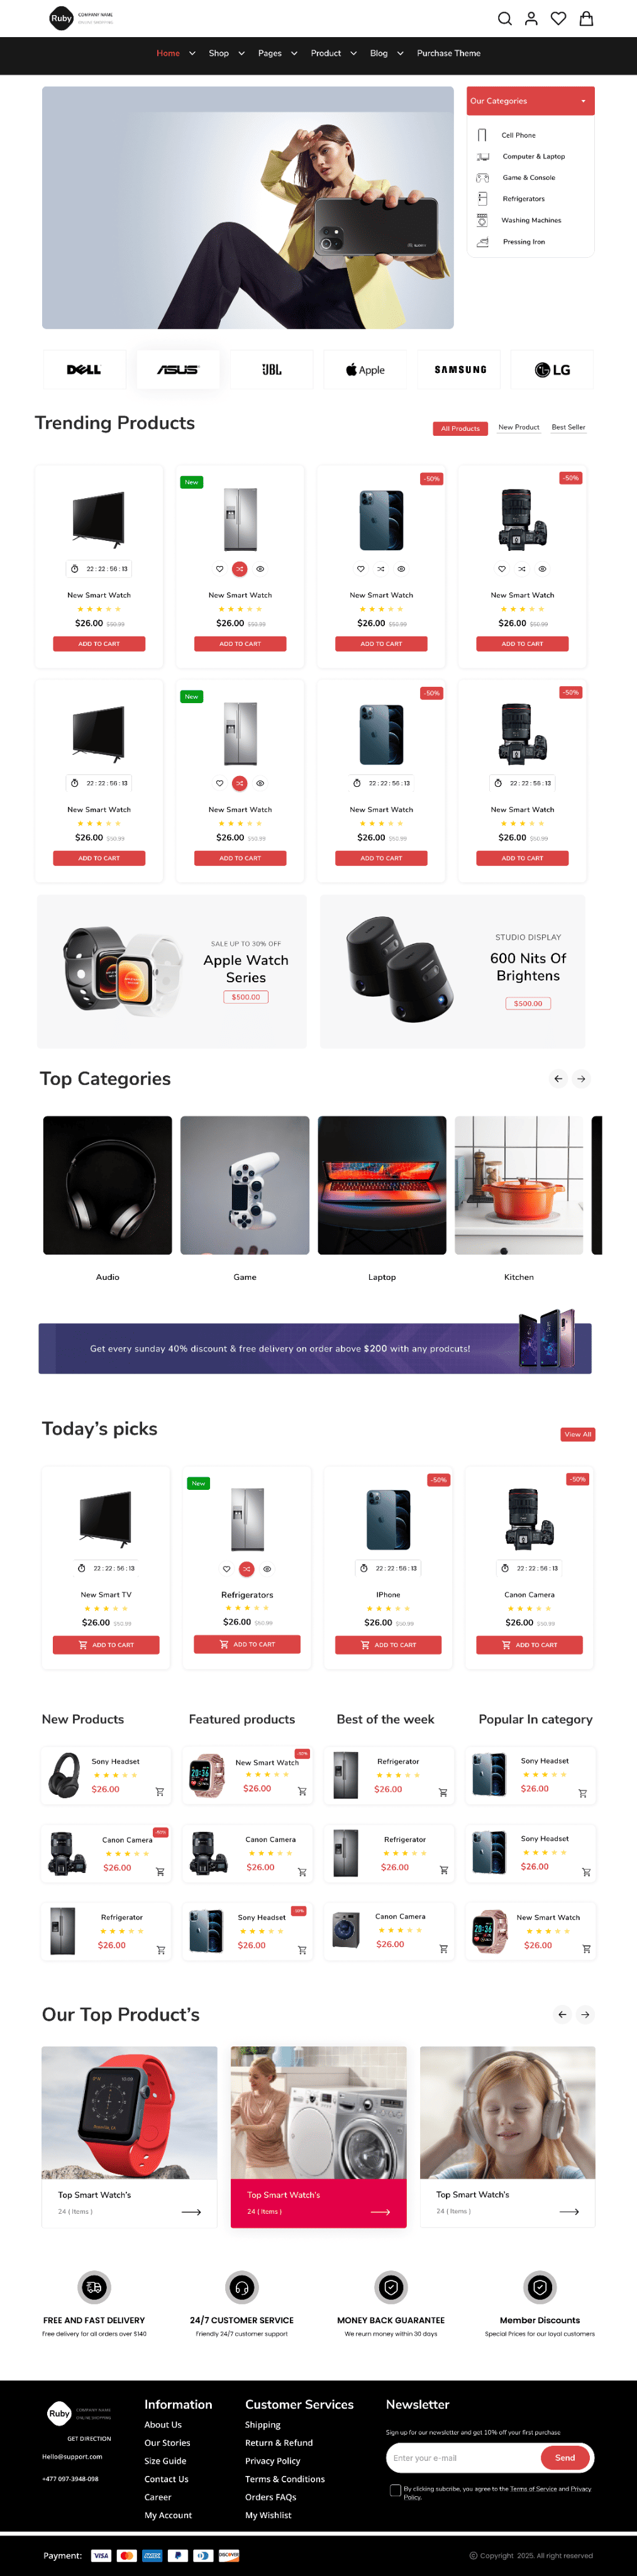 Ruby COMPANY NAME
ONLINE SHOPPING
Home Shop Pages Product Blog Purchase Theme
Our Categories
Cell Phone
Computer & Laptop
Game & Console
Refrigerators
Washing Machines
Pressing Iron
DELL ASUS JBL Apple SAMSUNG LG
Trending Products
All Products New Product Best Seller
New -50% -50%
22 : 22 : 56 : 13
New Smart Watch New Smart Watch New Smart Watch New Smart Watch
$26.00 $50.99 $26.00 $50.99 $26.00 $50.99 $26.00 $50.99
ADD TO CART ADD TO CART ADD TO CART ADD TO CART
New -50% -50%
22 : 22 : 56 : 13 22 : 22 : 56 : 13 22 : 22 : 56 : 13
New Smart Watch New Smart Watch New Smart Watch New Smart Watch
$26.00 $50.99 $26.00 $50.99 $26.00 $50.99 $26.00 $50.99
ADD TO CART ADD TO CART ADD TO CART ADD TO CART
SALE UP TO 30% OFF
Apple Watch
Series
$500.00
STUDIO DISPLAY
600 Nits Of
Brightens
$500.00
Top Categories
Audio Game Laptop Kitchen
Get every sunday 40% discount & free delivery on order above $200 with any prodcuts!
Today's picks
View All
New -50% -50%
22 : 22 : 56 : 13 22 : 22 : 56 : 13 22 : 22 : 56 : 13
New Smart TV Refrigerators IPhone Canon Camera
$26.00 $50.99 $26.00 $50.99 $26.00 $50.99 $26.00 $50.99
ADD TO CART ADD TO CART ADD TO CART ADD TO CART
New Products Featured products Best of the week Popular In category
-50%
Sony Headset New Smart Watch Refrigerator Sony Headset
$26.00 $26.00 $26.00 $26.00
-50%
Canon Camera Canon Camera Refrigerator Sony Headset
$26.00 $26.00 $26.00 $26.00
-50%
Refrigerator Sony Headset Canon Camera New Smart Watch
$26.00 $26.00 $26.00 $26.00
Our Top Product's
Top Smart Watch's Top Smart Watch's Top Smart Watch's
24 ( Items ) 24 ( Items ) 24 ( Items )
FREE AND FAST DELIVERY 24/7 CUSTOMER SERVICE MONEY BACK GUARANTEE Member Discounts
Free delivery for all orders over $140 Friendly 24/7 customer support We reurn money within 30 days Special Prices for our loyal customers
Ruby COMPANY NAME
ONLINE SHOPPING
GET DIRECTION
Hello@support.com
+477 097-3948-098
Information
About Us
Our Stories
Size Guide
Contact Us
Career
My Account
Customer Services
Shipping
Return & Refund
Privacy Policy
Terms & Conditions
Orders FAQs
My Wishlist
Newsletter
Sign up for our newsletter and get 10% off your first purchase
Enter your e-mail Send
By clicking subcribe, you agree to the Terms of Service and Privacy
Policy.
Payment: VISA DISCOVER
© Copyright 2025. All right reserved